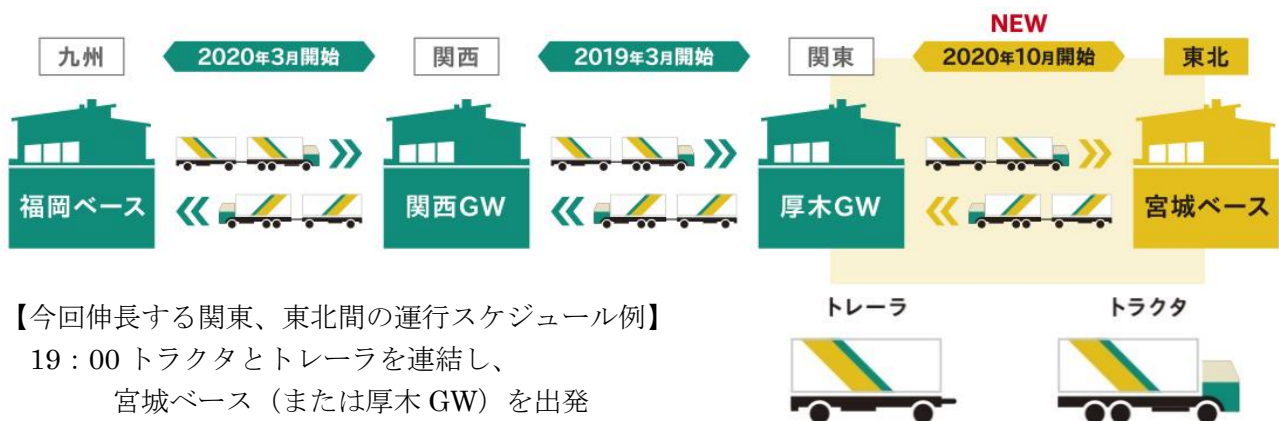 NEW
九州
2020年3月開始
関西
2019年3月開始
関東
2020年10月開始
東北
福岡ベース
関西GW
厚木GW
宮城ベース
【今回伸長する関東、東北間の運行スケジュール例】
19：00 トラクタとトレーラを連結し、
宮城ベース（または厚木 GW）を出発
トレーラ
トラクタ